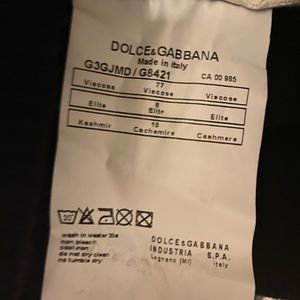 DOLCE&GABBANA
Made in Italy
G3GJMD / G8421 CA 00 985
77
Viscose Viscose Viscose
8
Elite Elite Elite
15
Kashmir Cachemire Cashmere
30°
wash in water 30ø
non bleach
cool iron
do not dry clean
no tumble dry
DOLCE&GABBANA
INDUSTRIA S.P.A.
Legnano (MI) Italy